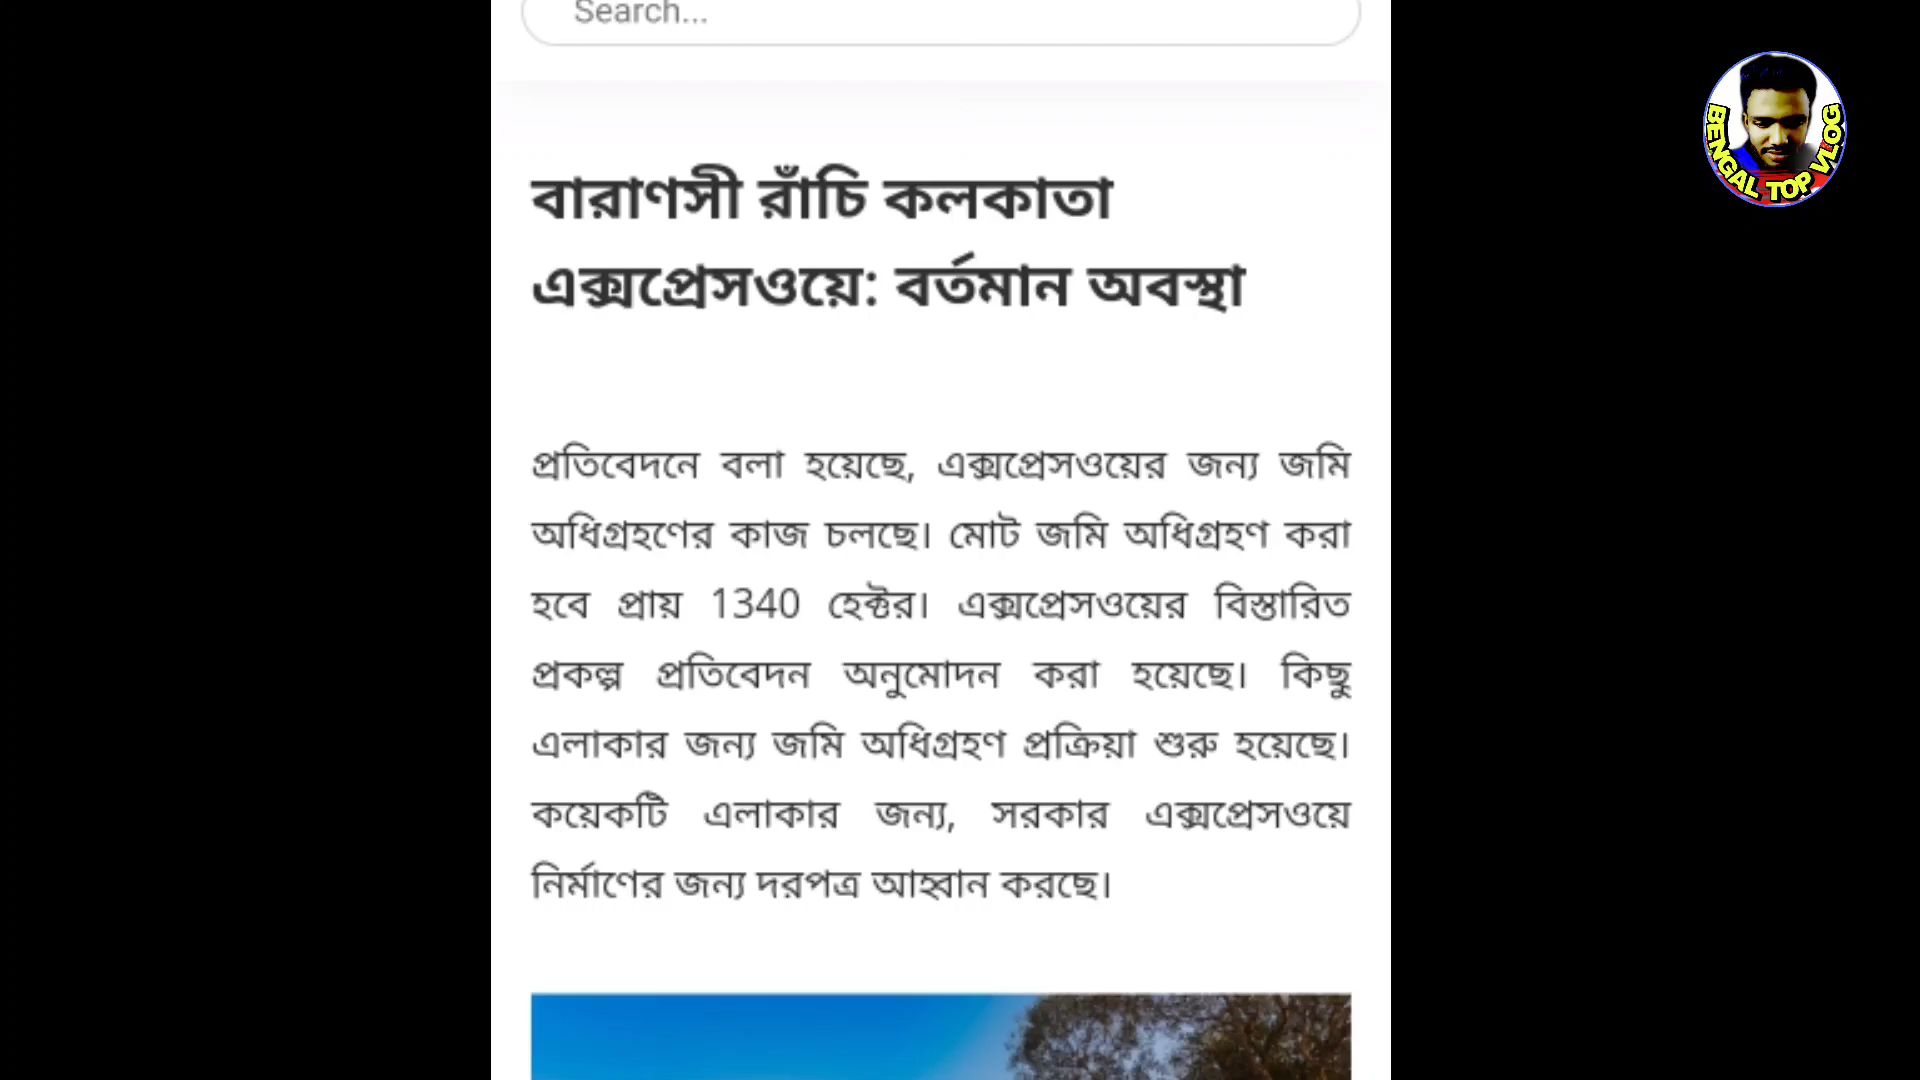 Search...
বারাণসী রাঁচি কলকাতা
এক্সপ্রেসওয়ে: বর্তমান অবস্থা
প্রতিবেদনে বলা হয়েছে, এক্সপ্রেসওয়ের জন্য জমি
অধিগ্রহণের কাজ চলছে। মোট জমি অধিগ্রহণ করা
হবে প্রায় 1340 হেক্টর। এক্সপ্রেসওয়ের বিস্তারিত
প্রকল্প প্রতিবেদন অনুমোদন করা হয়েছে। কিছু
এলাকার জন্য জমি অধিগ্রহণ প্রক্রিয়া শুরু হয়েছে।
কয়েকটি এলাকার জন্য, সরকার এক্সপ্রেসওয়ে
নির্মাণের জন্য দরপত্র আহ্বান করছে।
BENGAL TOP VLOG